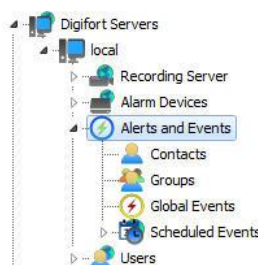 Digifort Servers
local
Recording Server
Alarm Devices
Alerts and Events
Contacts
Groups
Global Events
Scheduled Events
Users